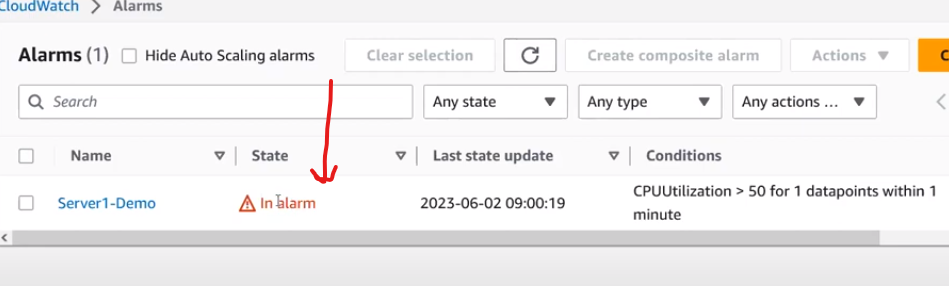 CloudWatch > Alarms
Alarms (1) Hide Auto Scaling alarms Clear selection Create composite alarm Actions
Search Any state Any type Any actions ...
Name State Last state update Conditions
Server1-Demo In alarm 2023-06-02 09:00:19 CPUUtilization > 50 for 1 datapoints within 1
minute